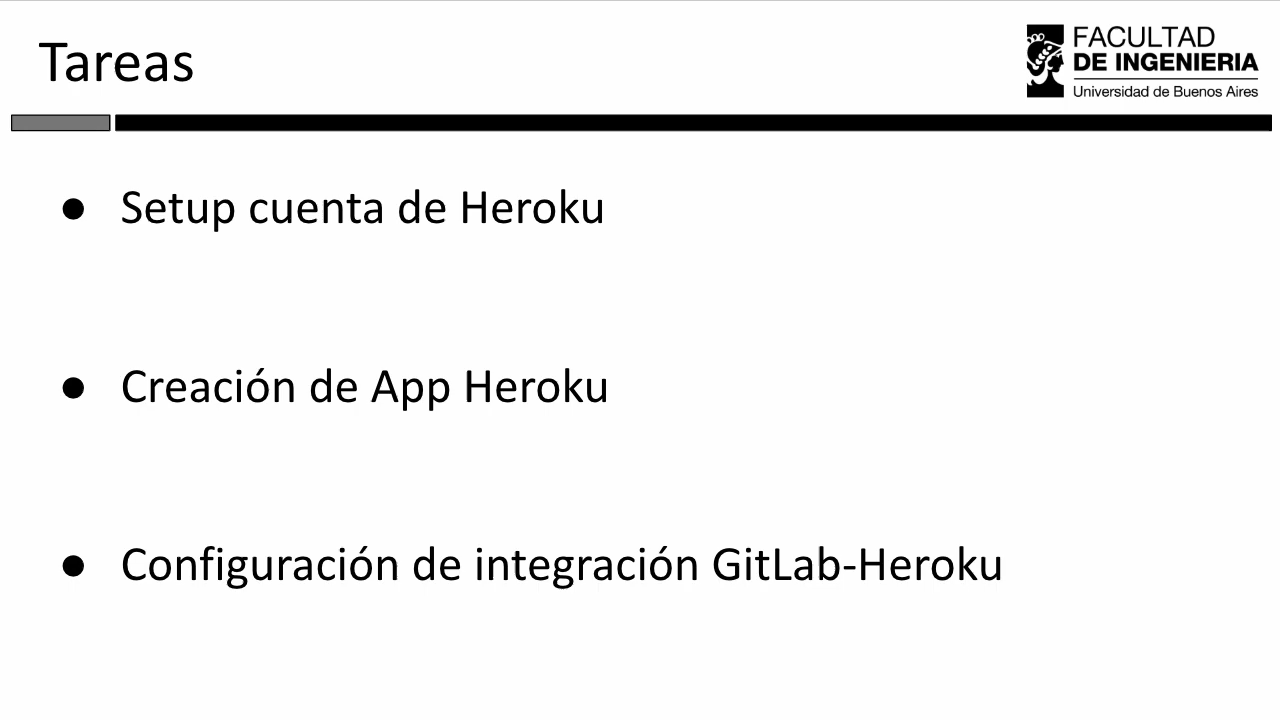 Tareas
FACULTAD
DE INGENIERIA
Universidad de Buenos Aires
● Setup cuenta de Heroku
● Creación de App Heroku
● Configuración de integración GitLab-Heroku